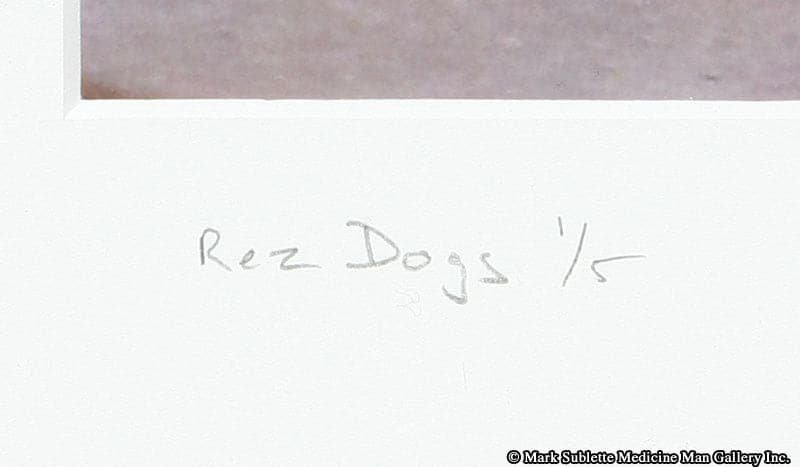 Rez Dogs 1/5
© Mark Sublette Medicine Man Gallery Inc.